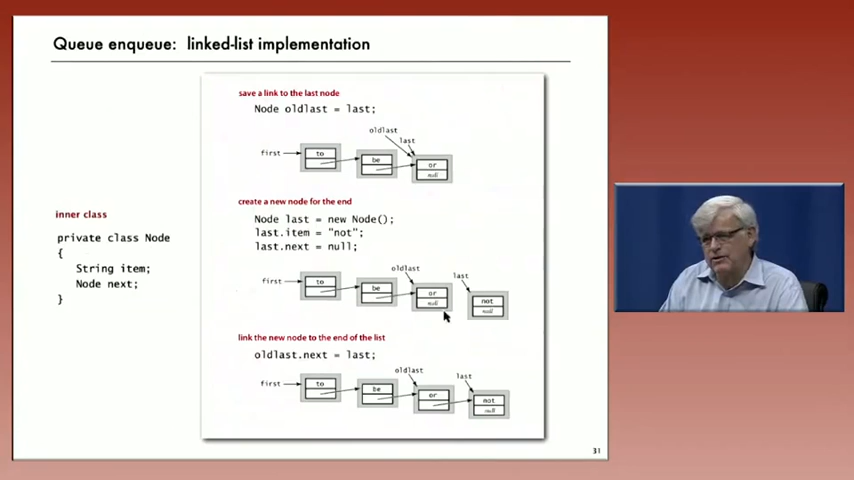 Queue enqueue: linked-list implementation
save a link to the last node
Node oldlast = last;
oldlast
last
first
to
be
or
null
create a new node for the end
Node last = new Node();
last.item = "not";
last.next = null;
oldlast
last
first
to
be
or
null
not
null
link the new node to the end of the list
oldlast.next = last;
oldlast
last
first
to
be
or
not
null
inner class
private class Node
{
String item;
Node next;
}
31